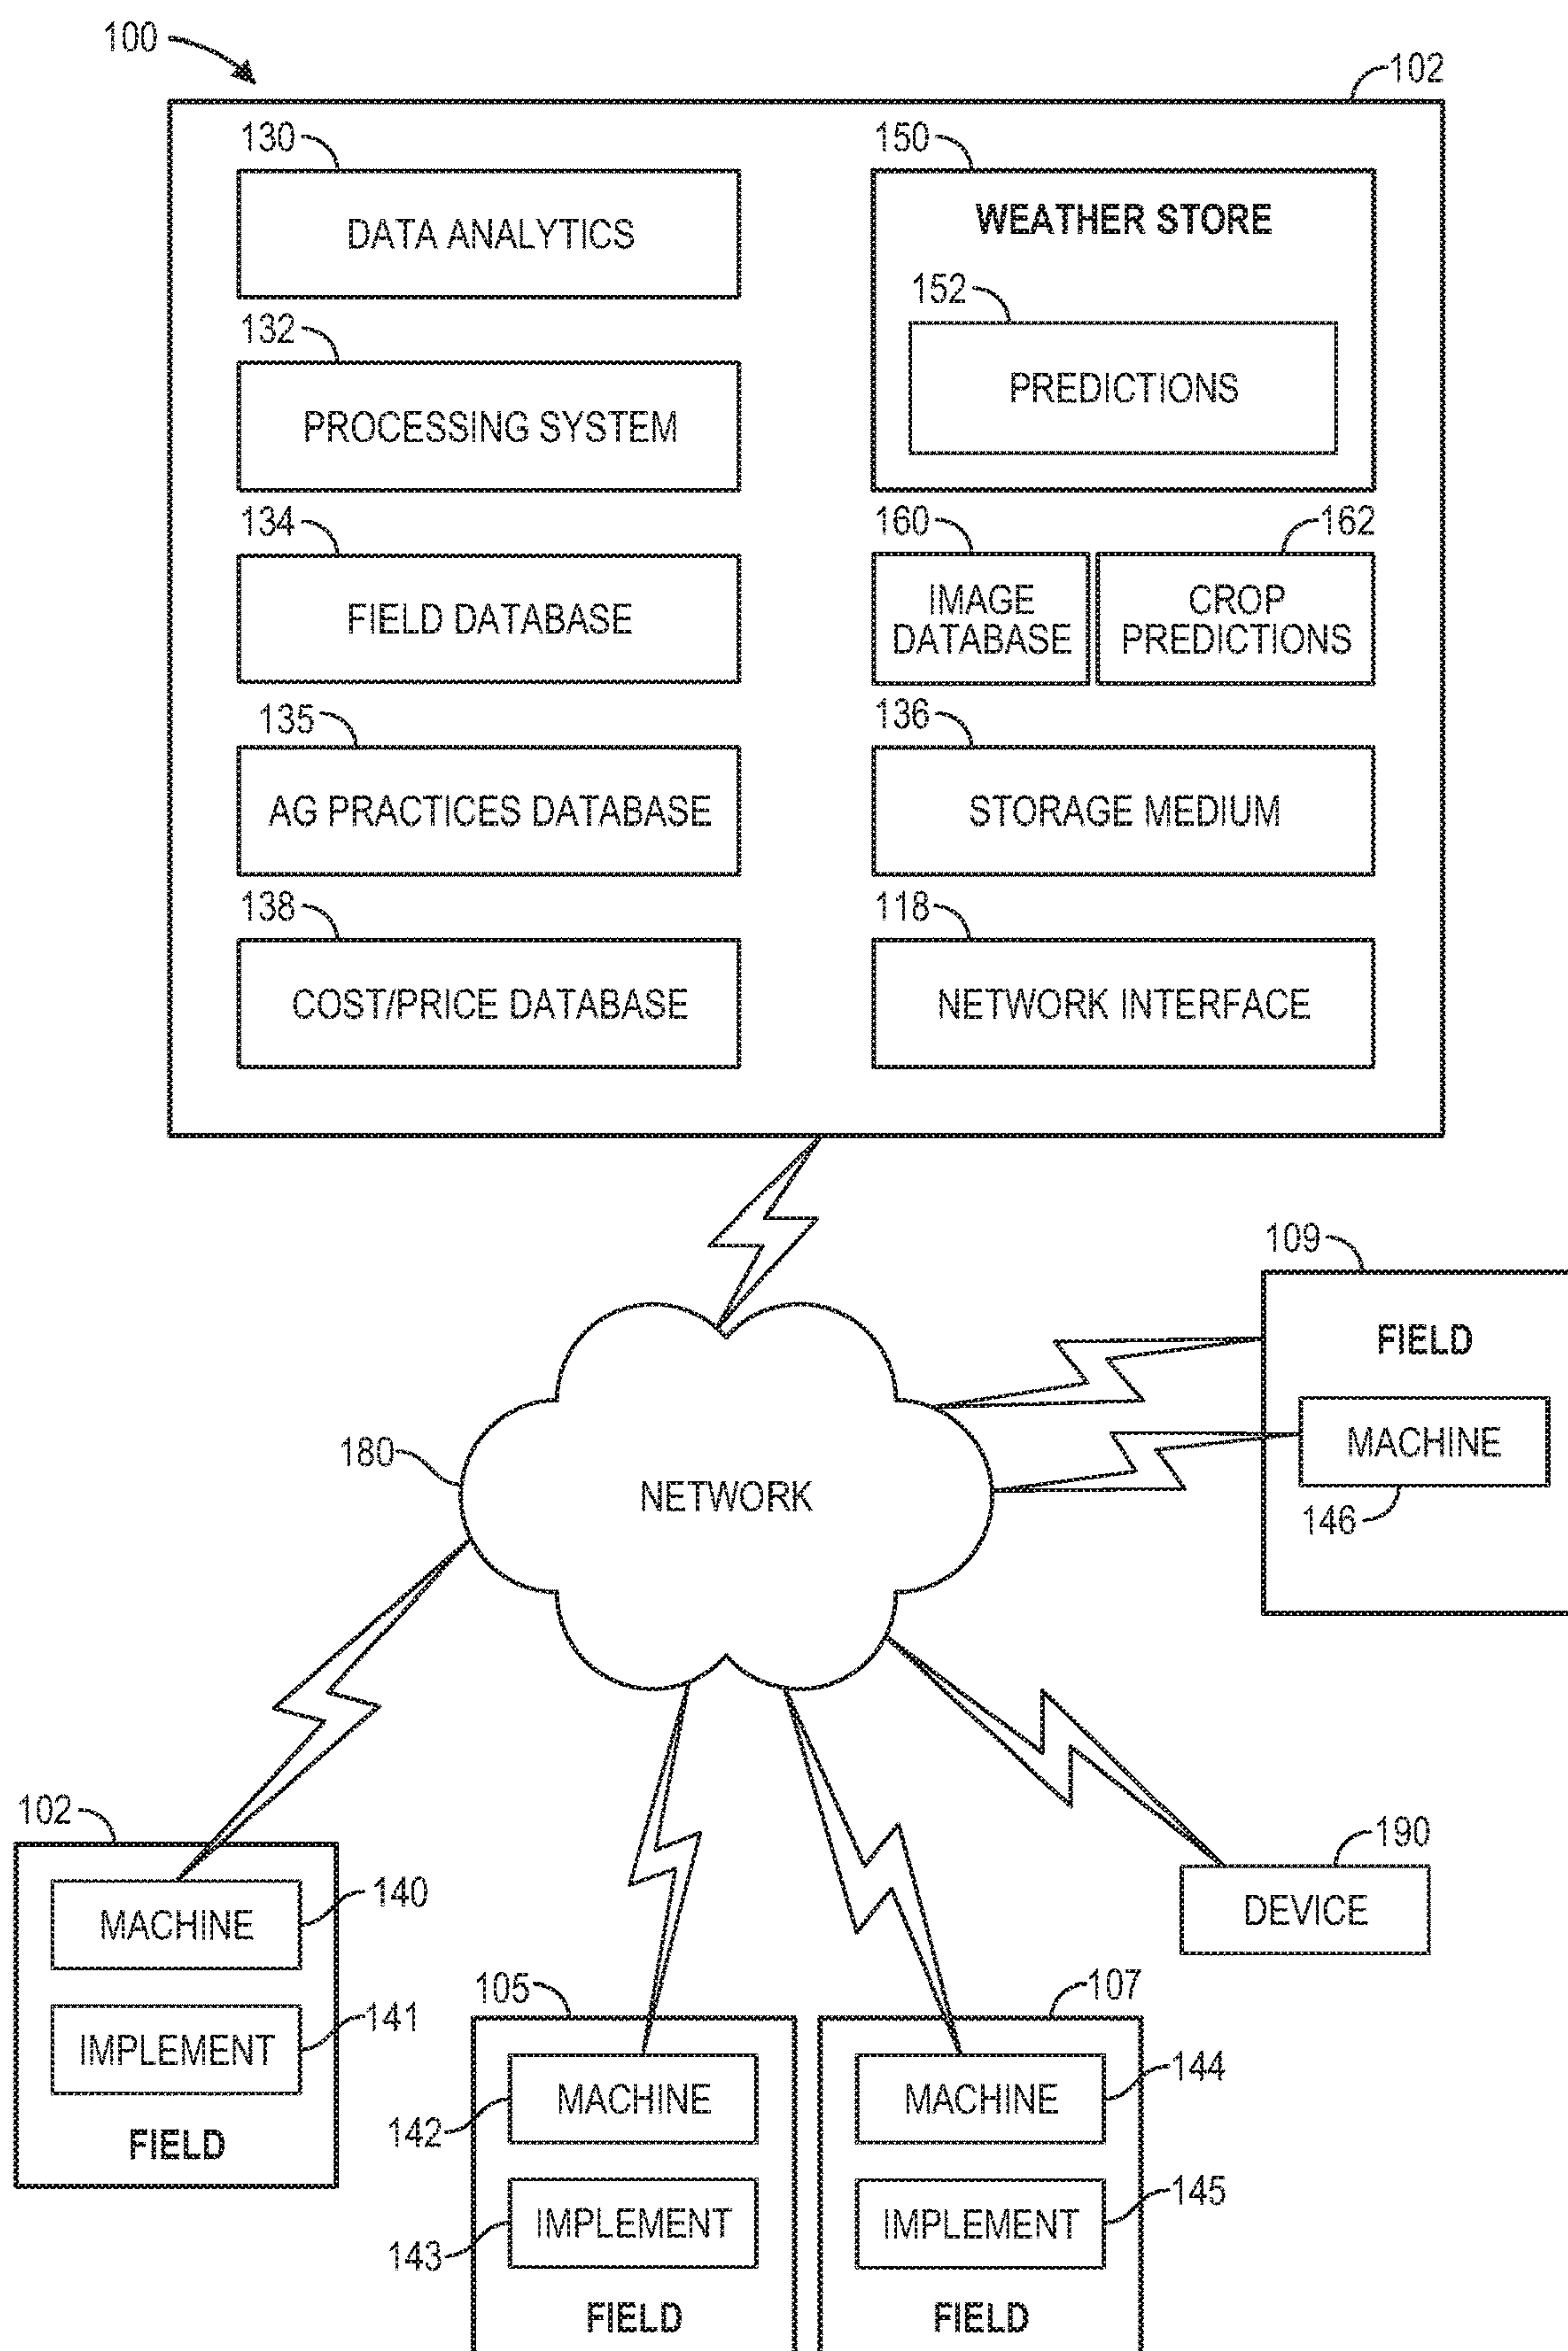 100
102
130
DATA ANALYTICS
132
PROCESSING SYSTEM
134
FIELD DATABASE
135
AG PRACTICES DATABASE
138
COST/PRICE DATABASE
150
WEATHER STORE
152
PREDICTIONS
160
IMAGE
DATABASE
162
CROP
PREDICTIONS
136
STORAGE MEDIUM
118
NETWORK INTERFACE
109
FIELD
MACHINE
146
180
NETWORK
102
MACHINE
140
IMPLEMENT
141
FIELD
190
DEVICE
105
MACHINE
142
IMPLEMENT
143
FIELD
107
MACHINE
144
IMPLEMENT
145
FIELD